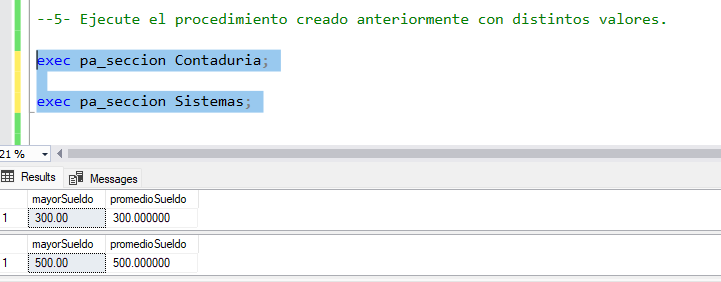 --5- Ejecute el procedimiento creado anteriormente con distintos valores.
exec pa_seccion Contaduria;
exec pa_seccion Sistemas;
21 %
Results Messages
mayorSueldo promedioSueldo
1 300.00 300.000000
mayorSueldo promedioSueldo
1 500.00 500.000000